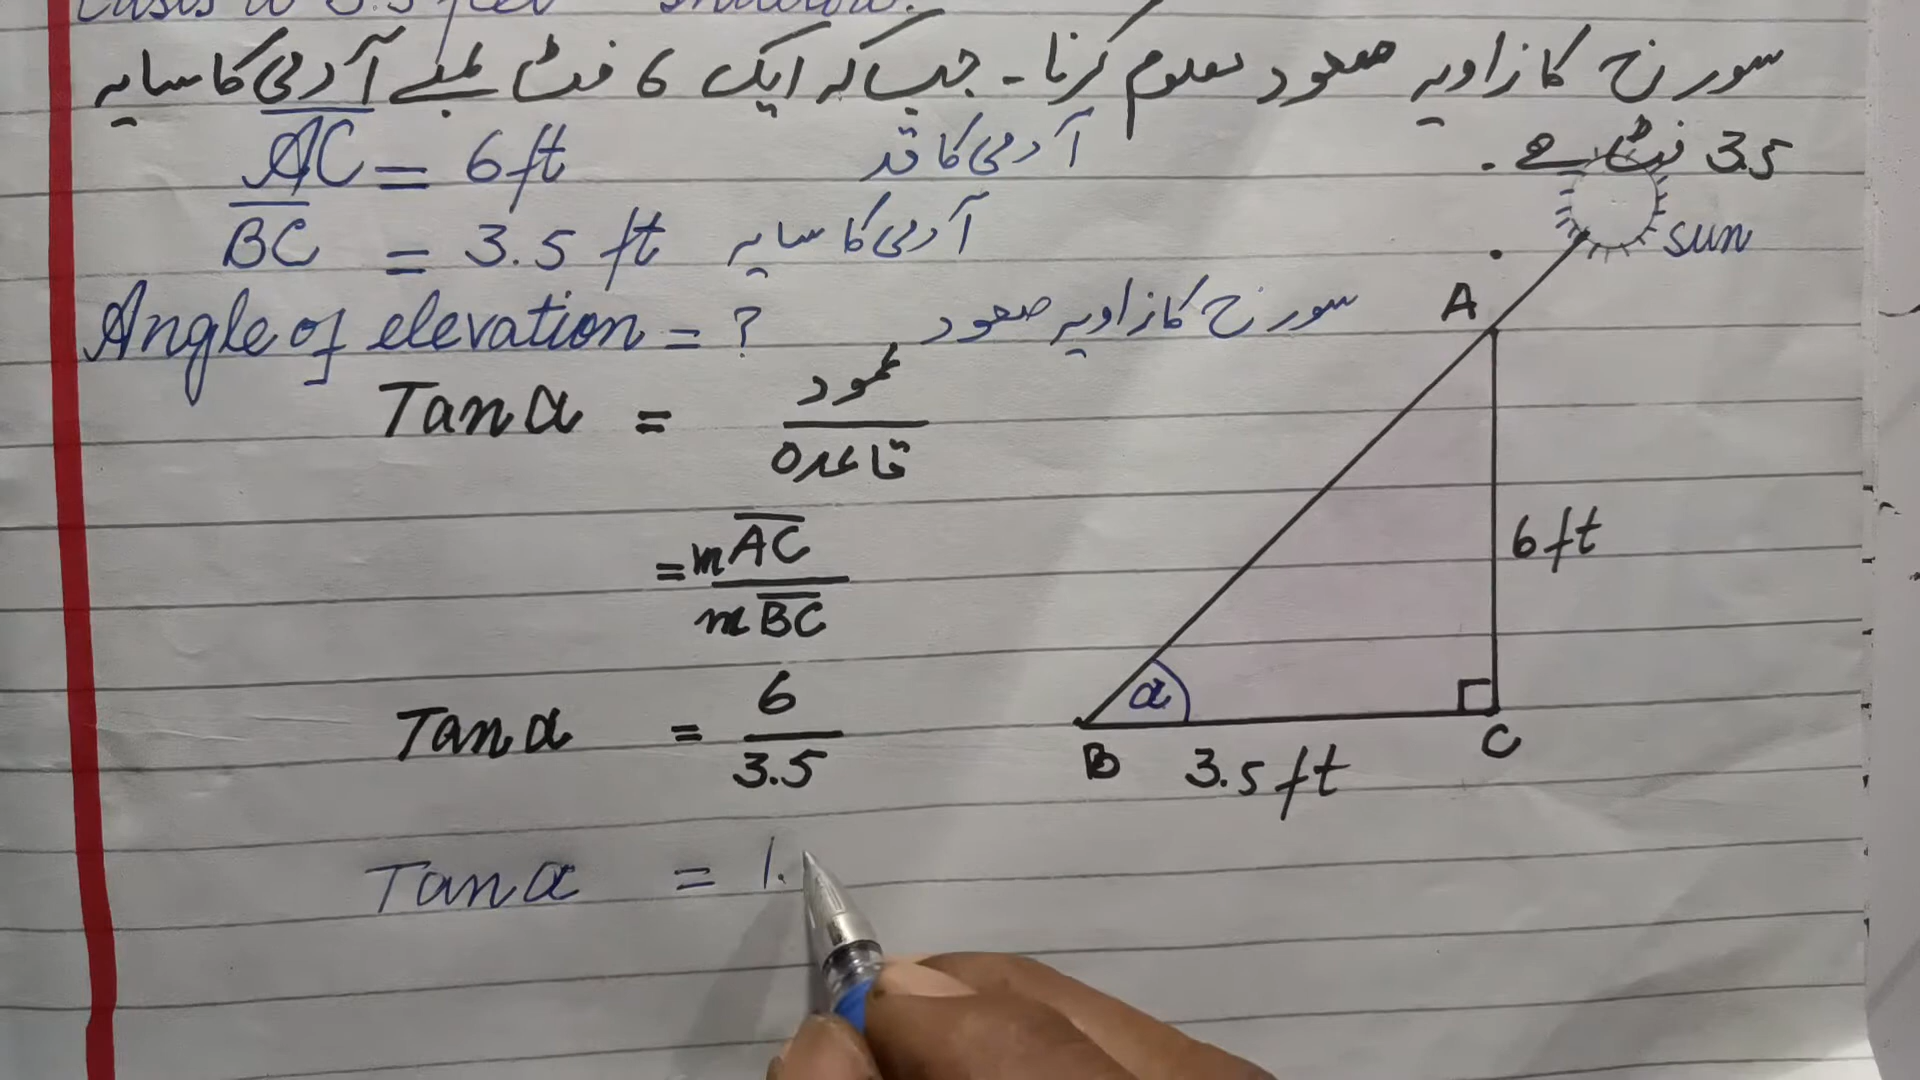 سورج کا زاویہ صعود معلوم کرنا۔ جب کہ ایک 6 فٹ لمبے آدمی کا سایہ
3.5 فٹ ہے۔
AC = 6 ft آدمی کا قد
BC = 3.5 ft آدمی کا سایہ
Angle of elevation = ? سورج کا زاویہ صعود
Tan α = عمود / قاعدہ
= mAC / mBC
Tan α = 6 / 3.5
Tan α = 1.
sun
A
6 ft
α
B
C
3.5 ft